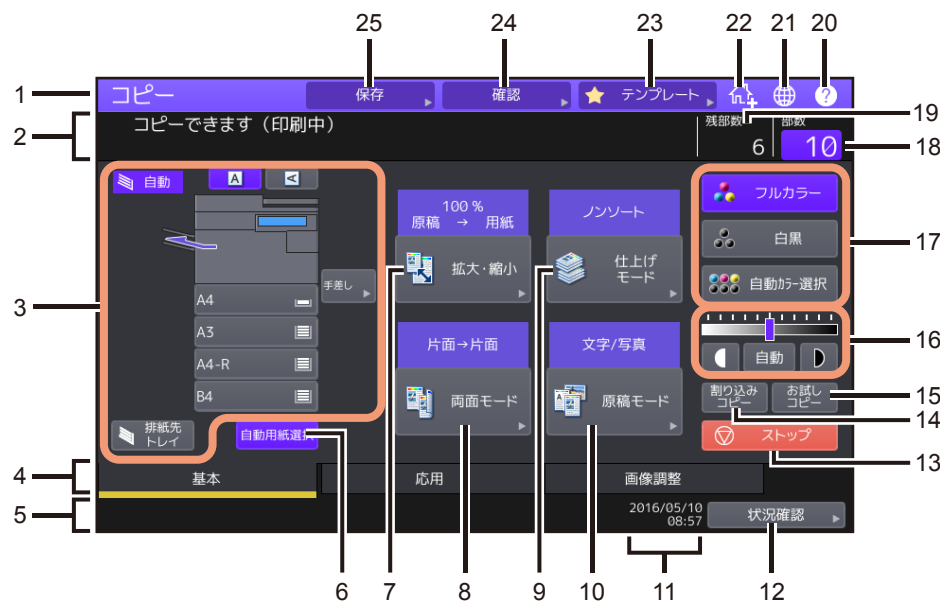 25 24 23 22 21 20
1 コピー 保存 確認 テンプレート ?
2 コピーできます（印刷中） 残部数 部数 19
6 10 18
自動 A A フルカラー
100 % ノンソート
原稿 → 用紙
白黒 17
3 7 拡大・縮小 9 仕上げ
モード
手差し 自動カラー選択
A4
A3 片面→片面 文字/写真 16
A4-R 自動
B4 両面モード 原稿モード 割り込み
コピー お試し
コピー 15
14
排紙先
トレイ 自動用紙選択 ストップ
13
4 基本 応用 画像調整
5 2016/05/10
08:57 状況確認
6 7 8 9 10 11 12